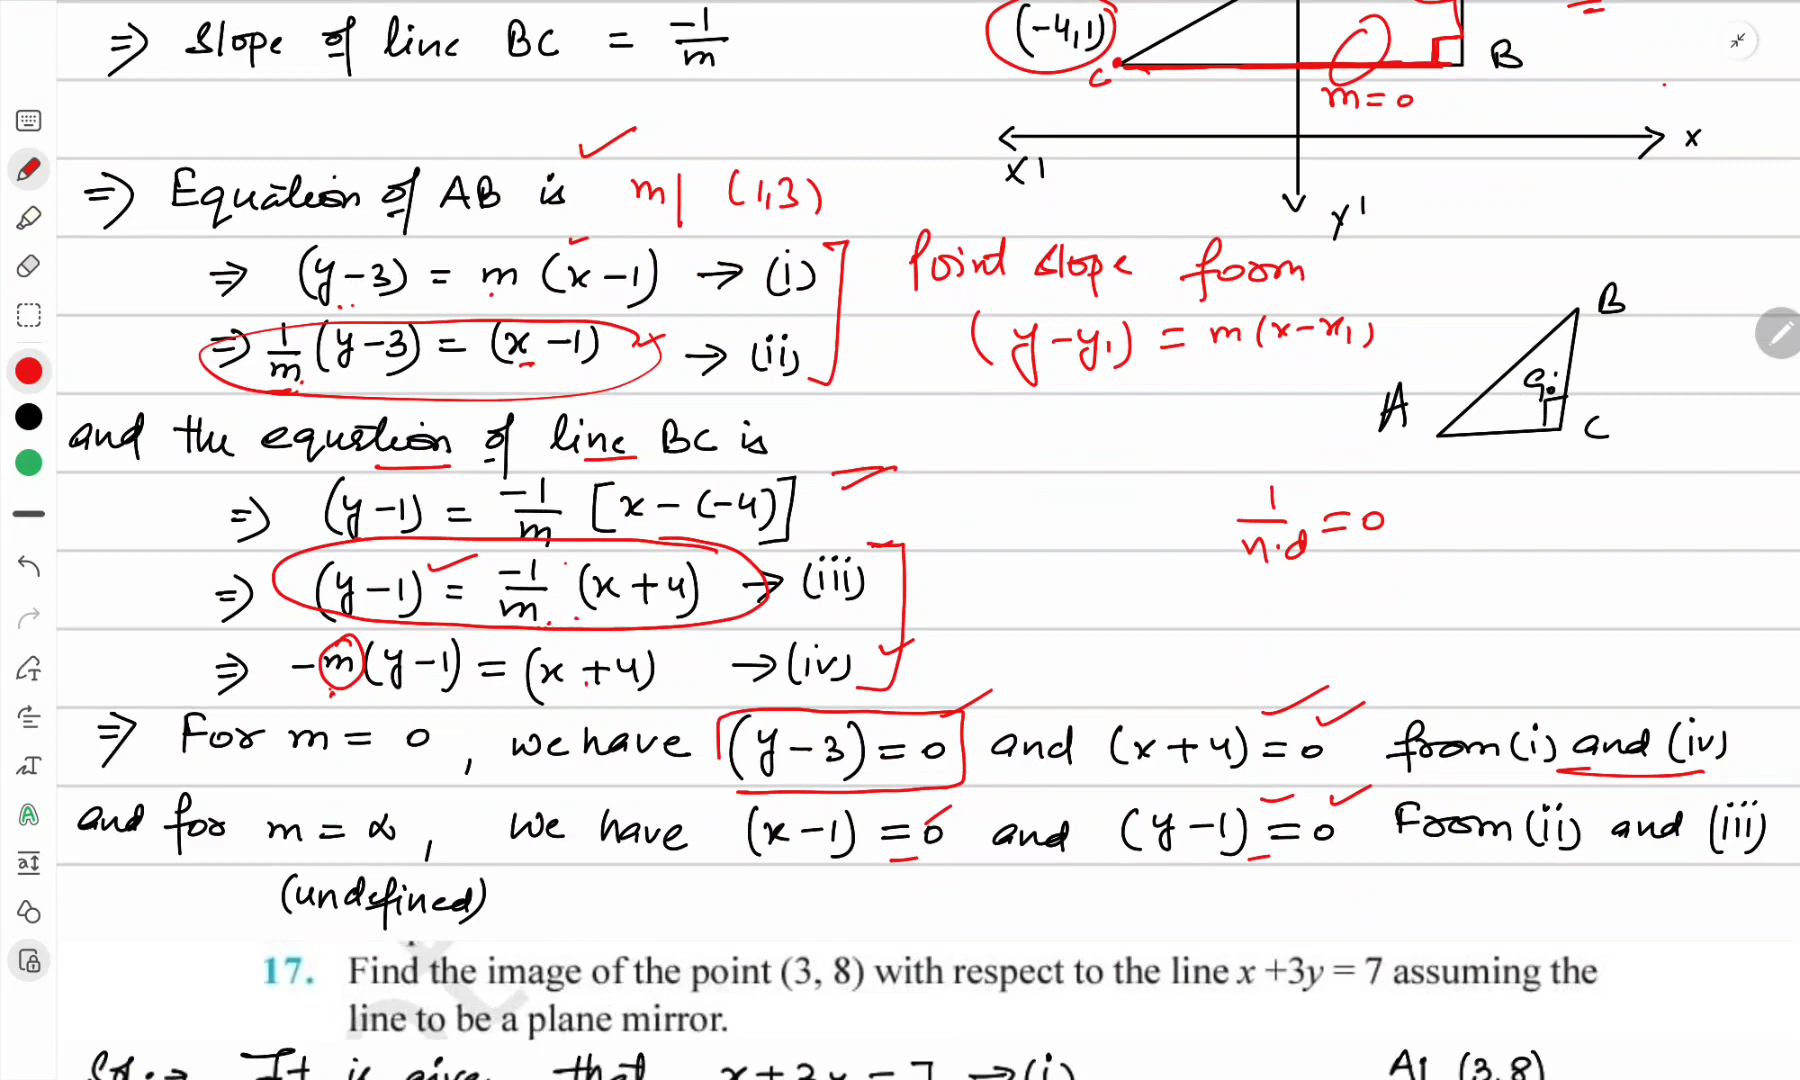 ⇒ Slope of line BC = -1/m
(-4,1)
C
B
m = 0
X'
X
Y'
⇒ Equation of AB is m| (1,3)
⇒ (y-3) = m (x-1) → (i)
Point slope form
⇒ 1/m (y-3) = (x-1) → (ii)
(y-y₁) = m(x-x₁)
B
A
90°
C
and the equation of line BC is
⇒ (y-1) = -1/m [x-(-4)]
1/n.d = 0
⇒ (y-1) = -1/m (x+4) → (iii)
⇒ -m(y-1) = (x+4) → (iv)
⇒ For m = 0, we have (y-3) = 0 and (x+4) = 0 from (i) and (iv)
and for m = ∝, we have (x-1) = 0 and (y-1) = 0 From (ii) and (iii)
(undefined)
17. Find the image of the point (3, 8) with respect to the line x +3y = 7 assuming the
line to be a plane mirror.